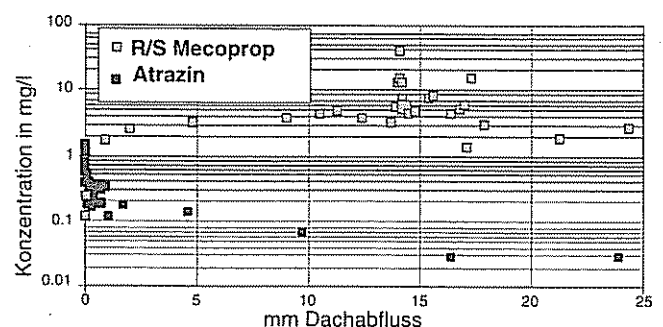 Konzentration in mg/l
100
10
1
0.1
0.01
R/S Mecoprop
Atrazin
0 5 10 15 20 25
mm Dachabfluss